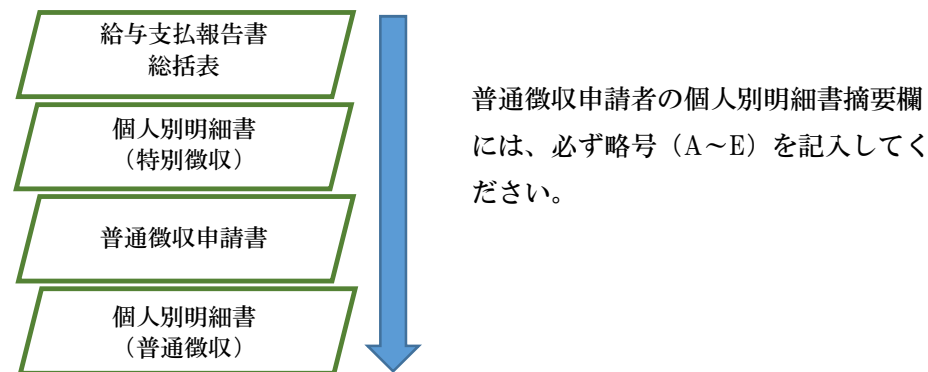 給与支払報告書
総括表
個人別明細書
（特別徴収）
普通徴収申請書
個人別明細書
（普通徴収）
普通徴収申請者の個人別明細書摘要欄
には、必ず略号（A～E）を記入してく
ださい。